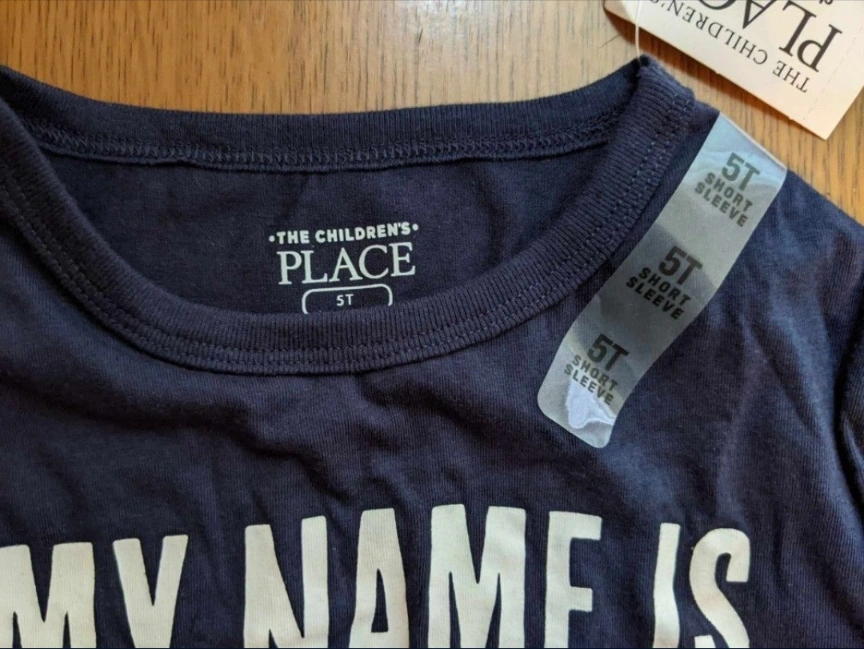 THE CHILDREN'S
PLACE
•THE CHILDREN'S•
PLACE
5T
5T
SHORT
SLEEVE
5T
SHORT
SLEEVE
5T
SHORT
SLEEVE
MY NAME IS